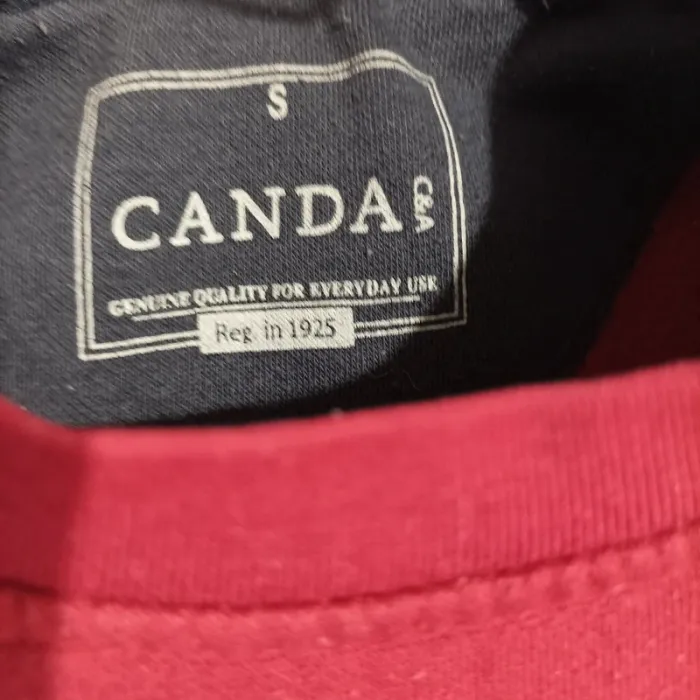 S
CANDA
C&A
GENUINE QUALITY FOR EVERYDAY USE
Reg. in 1925